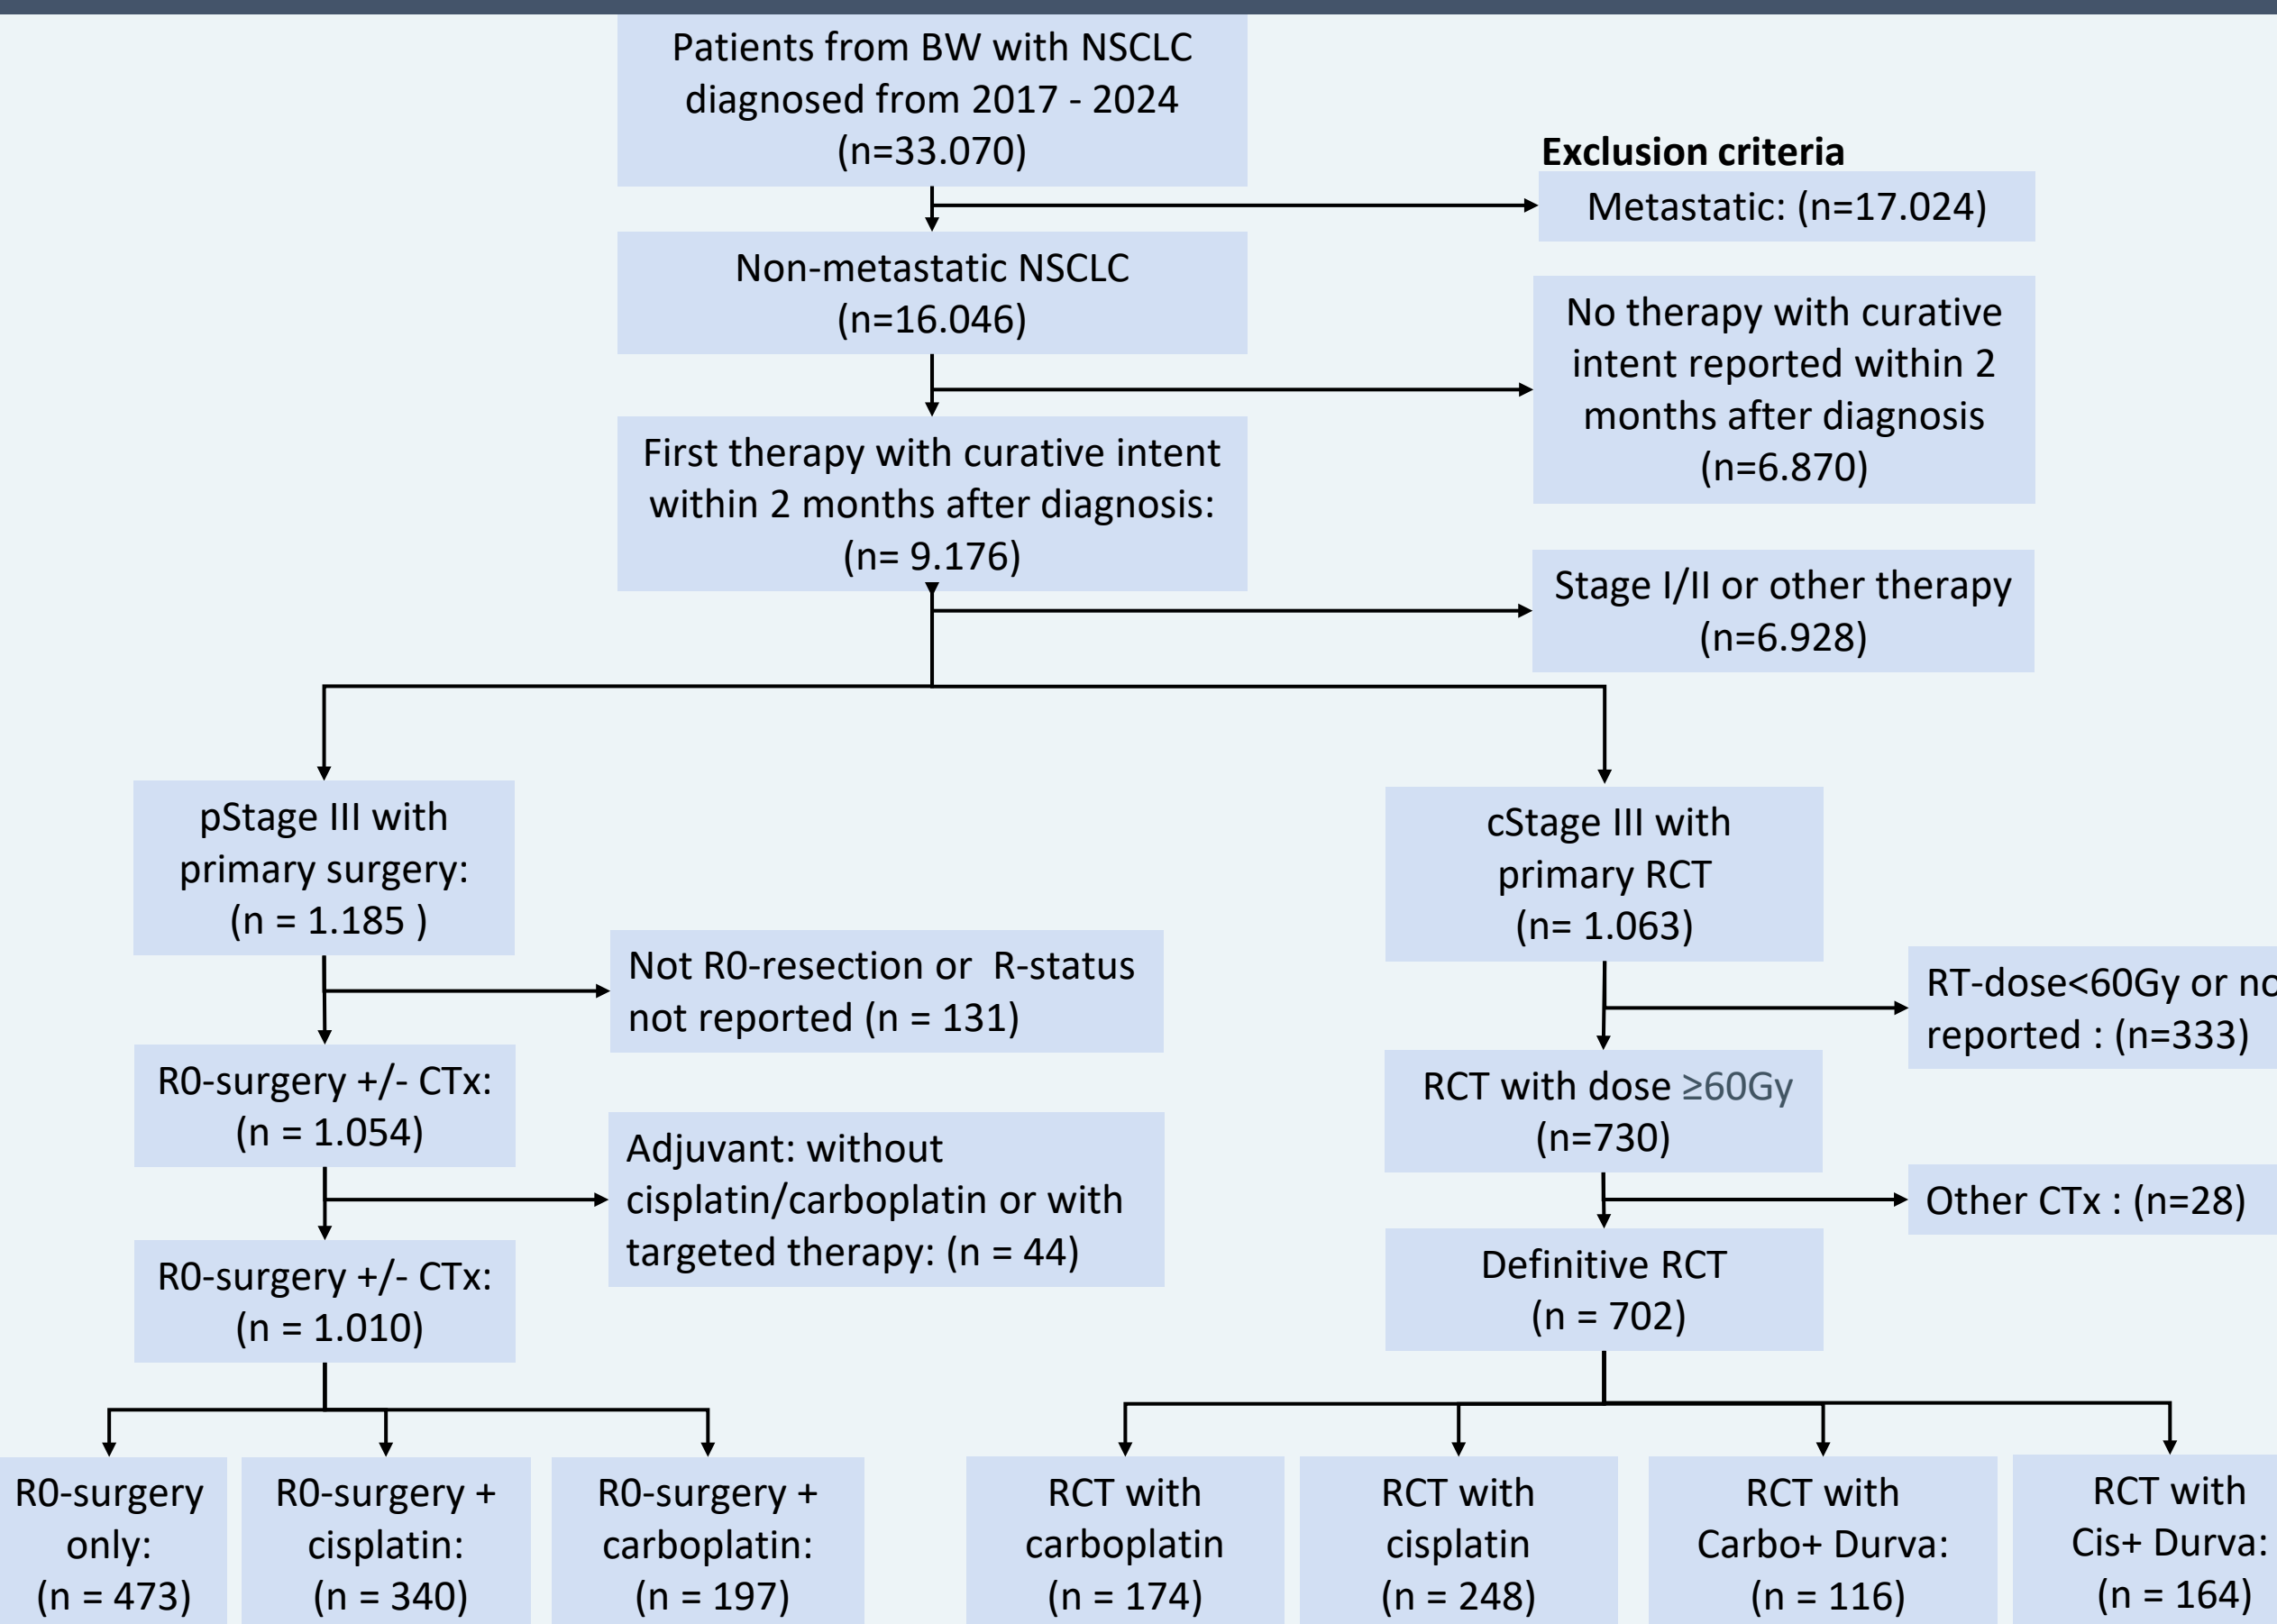 Patients from BW with NSCLC
diagnosed from 2017 - 2024
(n=33.070)
Exclusion criteria
Metastatic: (n=17.024)
Non-metastatic NSCLC
(n=16.046)
No therapy with curative
intent reported within 2
months after diagnosis
(n=6.870)
First therapy with curative intent
within 2 months after diagnosis:
(n= 9.176)
Stage I/II or other therapy
(n=6.928)
pStage III with
primary surgery:
(n = 1.185 )
cStage III with
primary RCT
(n= 1.063)
Not R0-resection or R-status
not reported (n = 131)
RT-dose<60Gy or no
reported : (n=333)
R0-surgery +/- CTx:
(n = 1.054)
RCT with dose ≥60Gy
(n=730)
Adjuvant: without
cisplatin/carboplatin or with
targeted therapy: (n = 44)
Other CTx : (n=28)
R0-surgery +/- CTx:
(n = 1.010)
Definitive RCT
(n = 702)
R0-surgery
only:
(n = 473)
R0-surgery +
cisplatin:
(n = 340)
R0-surgery +
carboplatin:
(n = 197)
RCT with
carboplatin
(n = 174)
RCT with
cisplatin
(n = 248)
RCT with
Carbo+ Durva:
(n = 116)
RCT with
Cis+ Durva:
(n = 164)